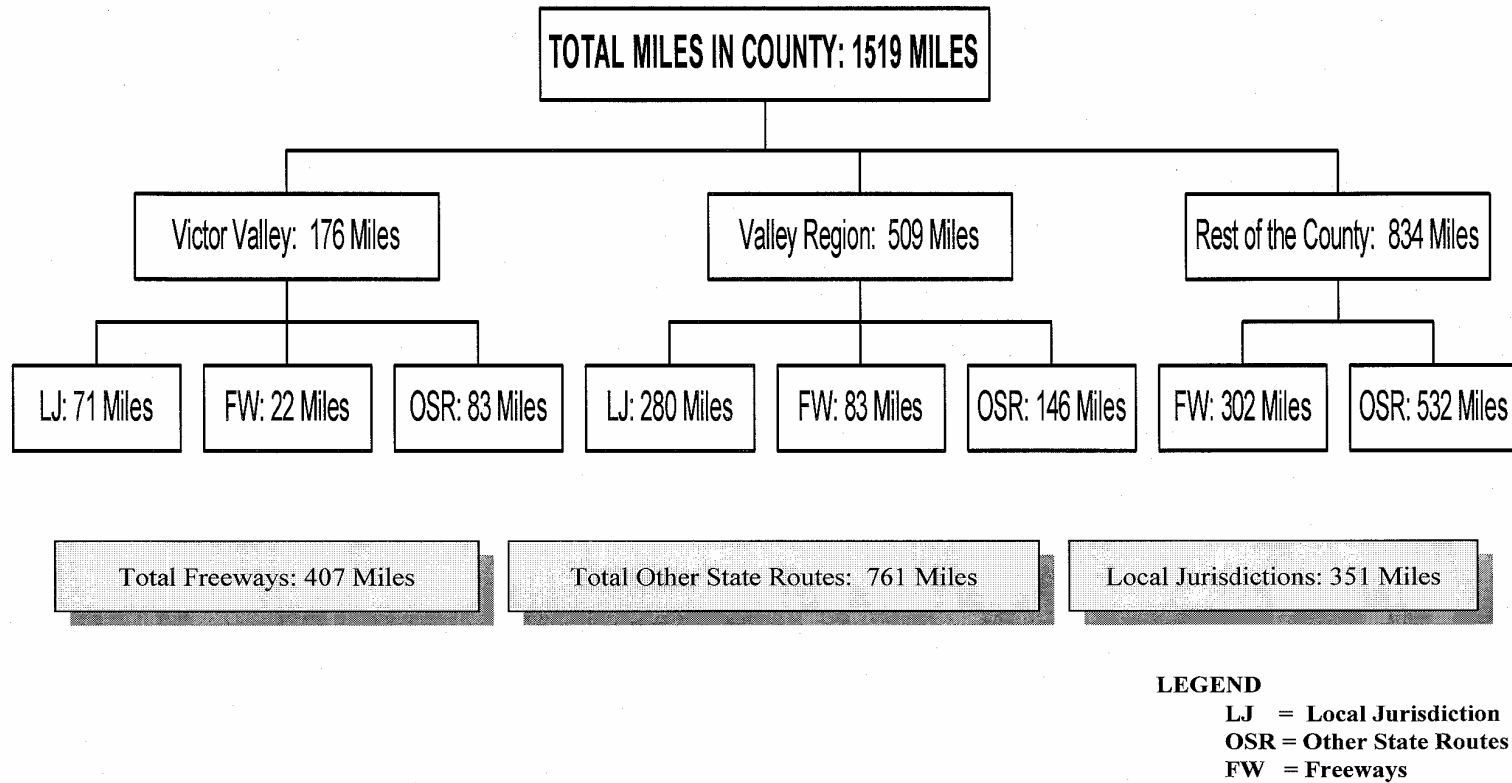 TOTAL MILES IN COUNTY: 1519 MILES
Victor Valley: 176 Miles
Valley Region: 509 Miles
Rest of the County: 834 Miles
LJ: 71 Miles
FW: 22 Miles
OSR: 83 Miles
LJ: 280 Miles
FW: 83 Miles
OSR: 146 Miles
FW: 302 Miles
OSR: 532 Miles
Total Freeways: 407 Miles
Total Other State Routes: 761 Miles
Local Jurisdictions: 351 Miles
LEGEND
LJ = Local Jurisdiction
OSR = Other State Routes
FW = Freeways